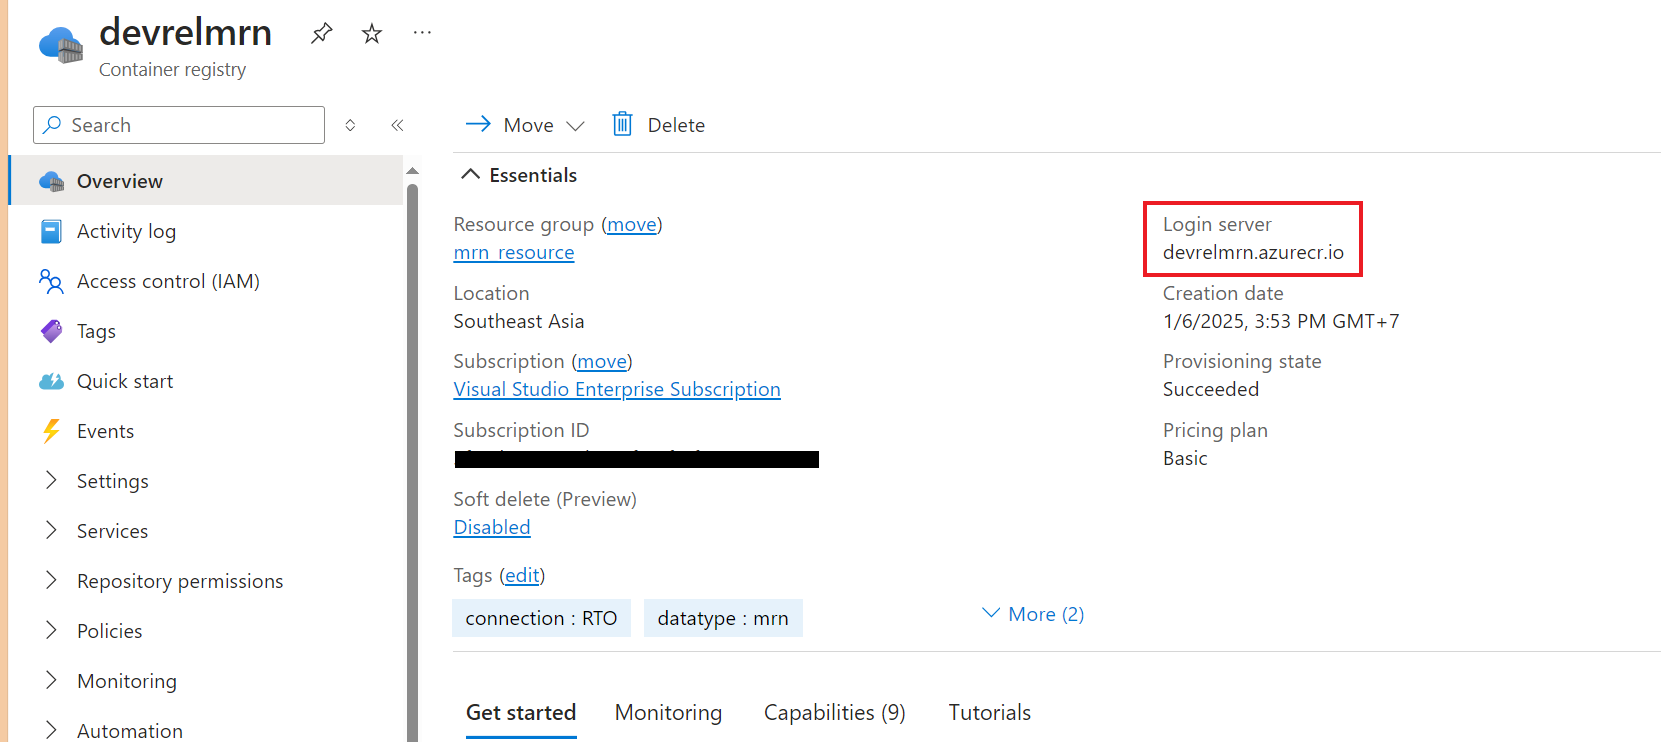 devrelmrn
Container registry
Search
Overview
Activity log
Access control (IAM)
Tags
Quick start
Events
Settings
Services
Repository permissions
Policies
Monitoring
Automation
Move
Delete
Essentials
Resource group (move)
mrn_resource
Location
Southeast Asia
Subscription (move)
Visual Studio Enterprise Subscription
Subscription ID
Soft delete (Preview)
Disabled
Login server
devrelmrn.azurecr.io
Creation date
1/6/2025, 3:53 PM GMT+7
Provisioning state
Succeeded
Pricing plan
Basic
Tags (edit)
connection : RTO
datatype : mrn
More (2)
Get started
Monitoring
Capabilities (9)
Tutorials